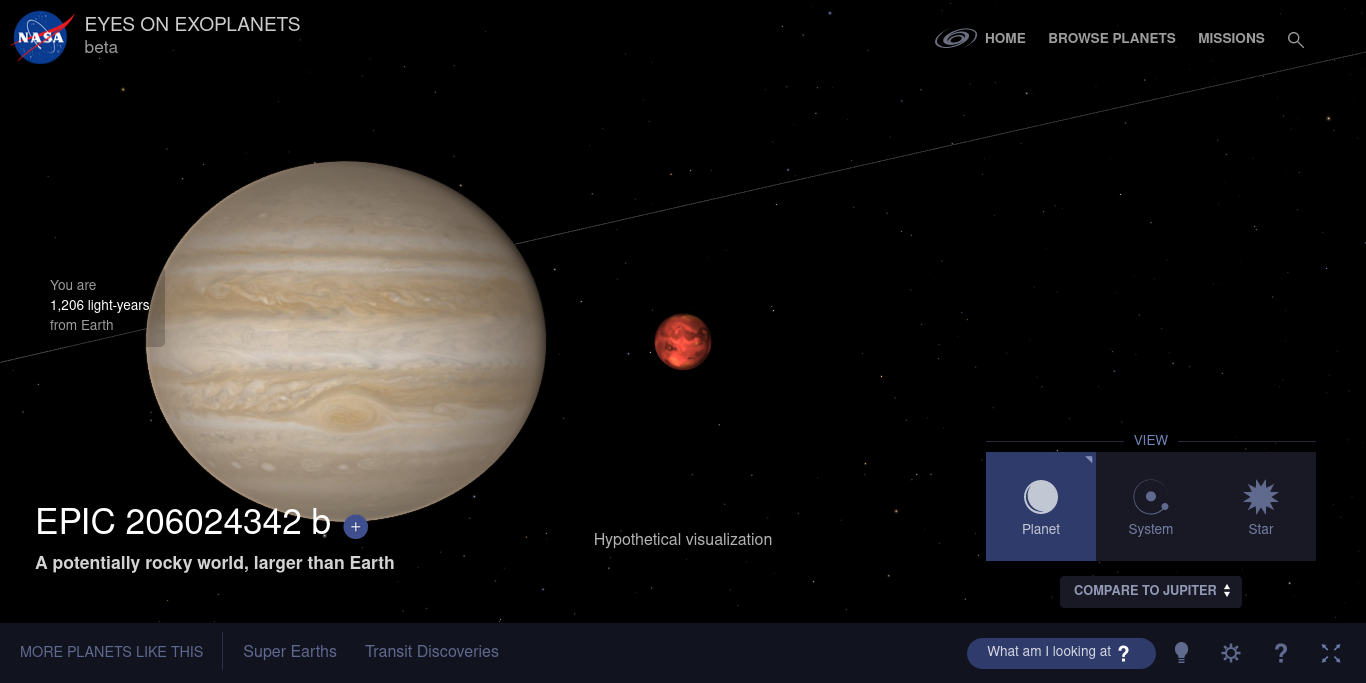 NASA
EYES ON EXOPLANETS
beta
HOME
BROWSE PLANETS
MISSIONS
You are
1,206 light-years
from Earth
VIEW
Planet
System
Star
EPIC 206024342 b +
A potentially rocky world, larger than Earth
Hypothetical visualization
COMPARE TO JUPITER
MORE PLANETS LIKE THIS
Super Earths
Transit Discoveries
What am I looking at ?
?